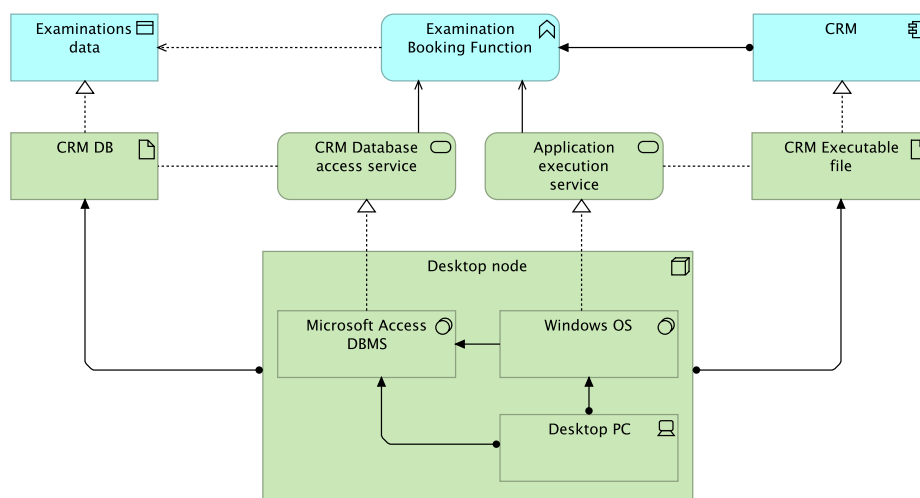 Examinations
data
Examination
Booking Function
CRM
CRM DB
CRM Database
access service
Application
execution
service
CRM Executable
file
Desktop node
Microsoft Access
DBMS
Windows OS
Desktop PC